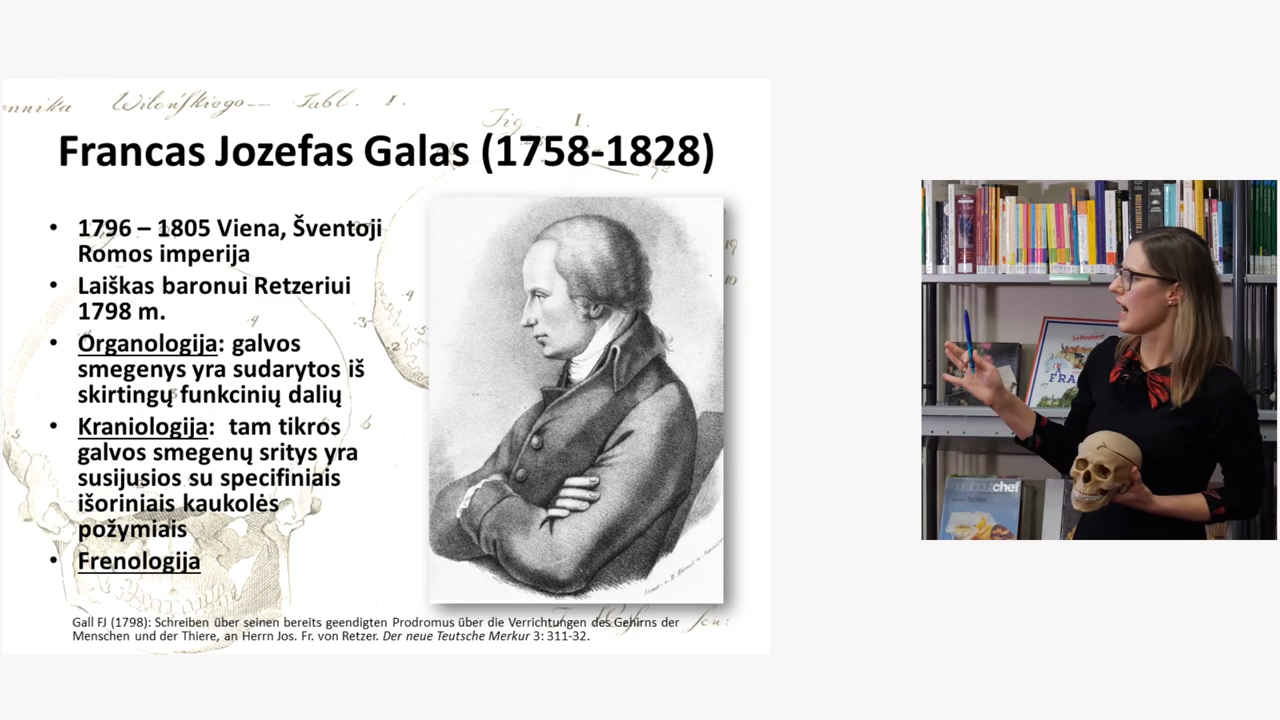 Wileńskiego — Tabl. I.
Fig. I.
Francas Jozefas Galas (1758-1828)
• 1796 – 1805 Viena, Šventoji
Romos imperija
• Laiškas baronui Retzeriui
1798 m.
• Organologija: galvos
smegenys yra sudarytos iš
skirtingų funkcinių dalių
• Kraniologija: tam tikros
galvos smegenų sritys yra
susijusios su specifiniais
išoriniais kaukolės
požymiais
• Frenologija
Gall FJ (1798): Schreiben über seinen bereits geendigten Prodromus über die Verrichtungen des Gehirns der
Menschen und der Thiere, an Herrn Jos. Fr. von Retzer. Der neue Teutsche Merkur 3: 311-32.
FRA
chef